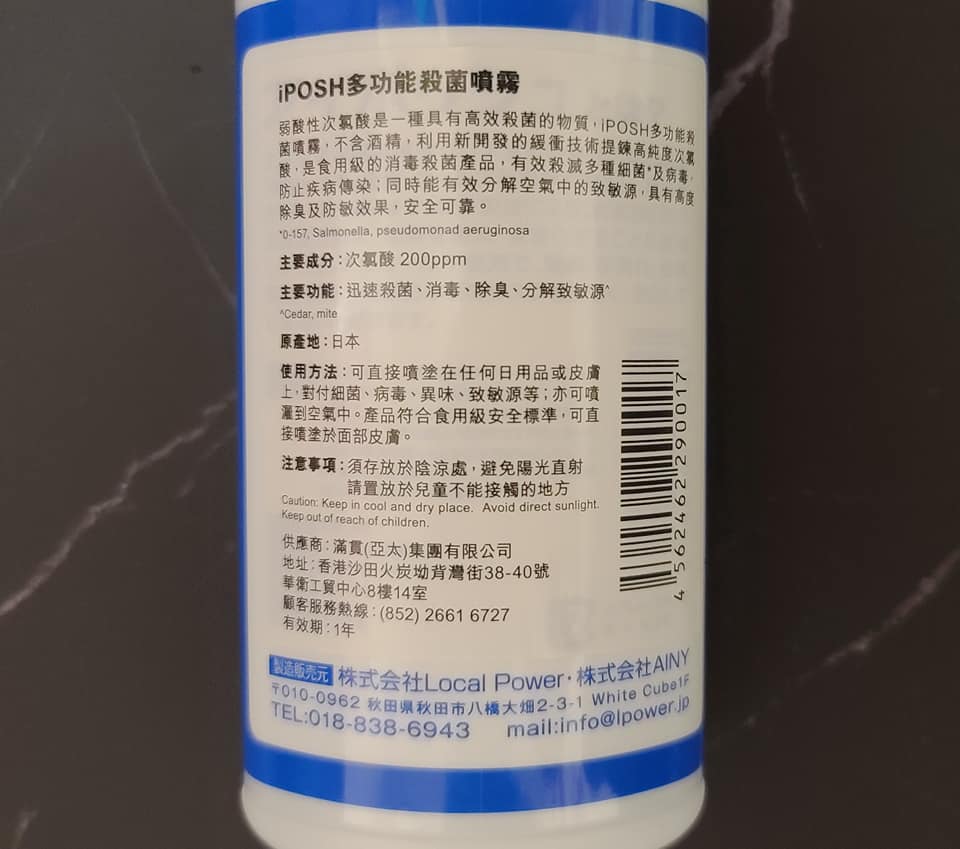 iPOSH多功能殺菌噴霧
弱酸性次氯酸是一種具有高效殺菌的物質，iPOSH多功能殺
菌噴霧，不含酒精，利用新開發的緩衝技術提鍊高純度次氯
酸，是食用級的消毒殺菌產品，有效殺滅多種細菌*及病毒，
防止疾病傳染；同時能有效分解空氣中的致敏源，具有高度
除臭及防敏效果，安全可靠。
*0-157, Salmonella, pseudomonad aeruginosa
主要成分：次氯酸 200ppm
主要功能：迅速殺菌、消毒、除臭、分解致敏源^
^Cedar, mite
原產地：日本
使用方法：可直接噴塗在任何日用品或皮膚
上，對付細菌、病毒、異味、致敏源等；亦可噴
灑到空氣中。產品符合食用級安全標準，可直
接噴塗於面部皮膚。
注意事項：須存放於陰涼處，避免陽光直射
請置放於兒童不能接觸的地方
Caution: Keep in cool and dry place. Avoid direct sunlight.
Keep out of reach of children.
供應商：滿貫(亞太)集團有限公司
地址：香港沙田火炭坳背灣街38-40號
華衛工貿中心8樓14室
顧客服務熱線：(852) 2661 6727
有效期：1年
4 562462 290017
製造販売元 株式会社Local Power・株式会社AINY
〒010-0962 秋田県秋田市八橋大畑2-3-1 White Cube1F
TEL:018-838-6943 mail:info@lpower.jp